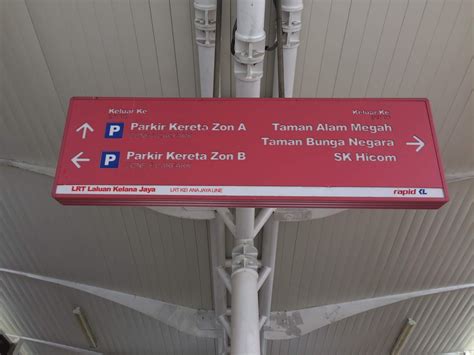 Keluar Ke
P Parkir Kereta Zon A
P Parkir Kereta Zon B
Keluar Ke
Taman Alam Megah
Taman Bunga Negara
SK Hicom
LRT Laluan Kelana Jaya
LRT KELANA JAYA LINE
rapid KL